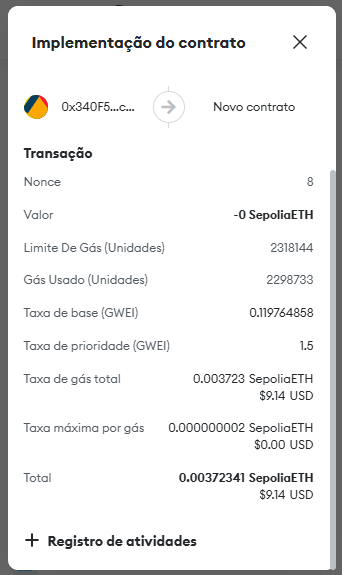 Implementação do contrato
0x340F5...c... Novo contrato
Transação
Nonce 8
Valor -0 SepoliaETH
Limite De Gás (Unidades) 2318144
Gás Usado (Unidades) 2298733
Taxa de base (GWEI) 0.119764858
Taxa de prioridade (GWEI) 1.5
Taxa de gás total 0.003723 SepoliaETH
$9.14 USD
Taxa máxima por gás 0.000000002 SepoliaETH
$0.00 USD
Total 0.00372341 SepoliaETH
$9.14 USD
+ Registro de atividades